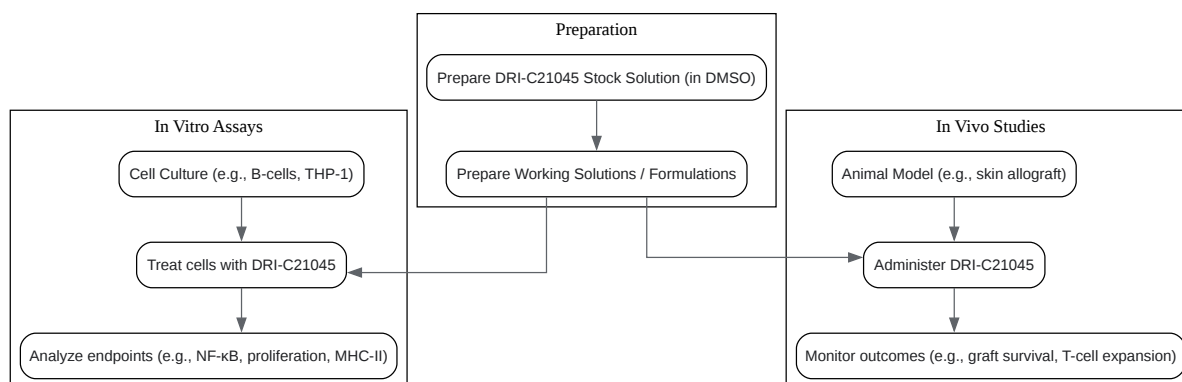 Preparation
Prepare DRI-C21045 Stock Solution (in DMSO)
Prepare Working Solutions / Formulations
In Vitro Assays
Cell Culture (e.g., B-cells, THP-1)
Treat cells with DRI-C21045
Analyze endpoints (e.g., NF-κB, proliferation, MHC-II)
In Vivo Studies
Animal Model (e.g., skin allograft)
Administer DRI-C21045
Monitor outcomes (e.g., graft survival, T-cell expansion)